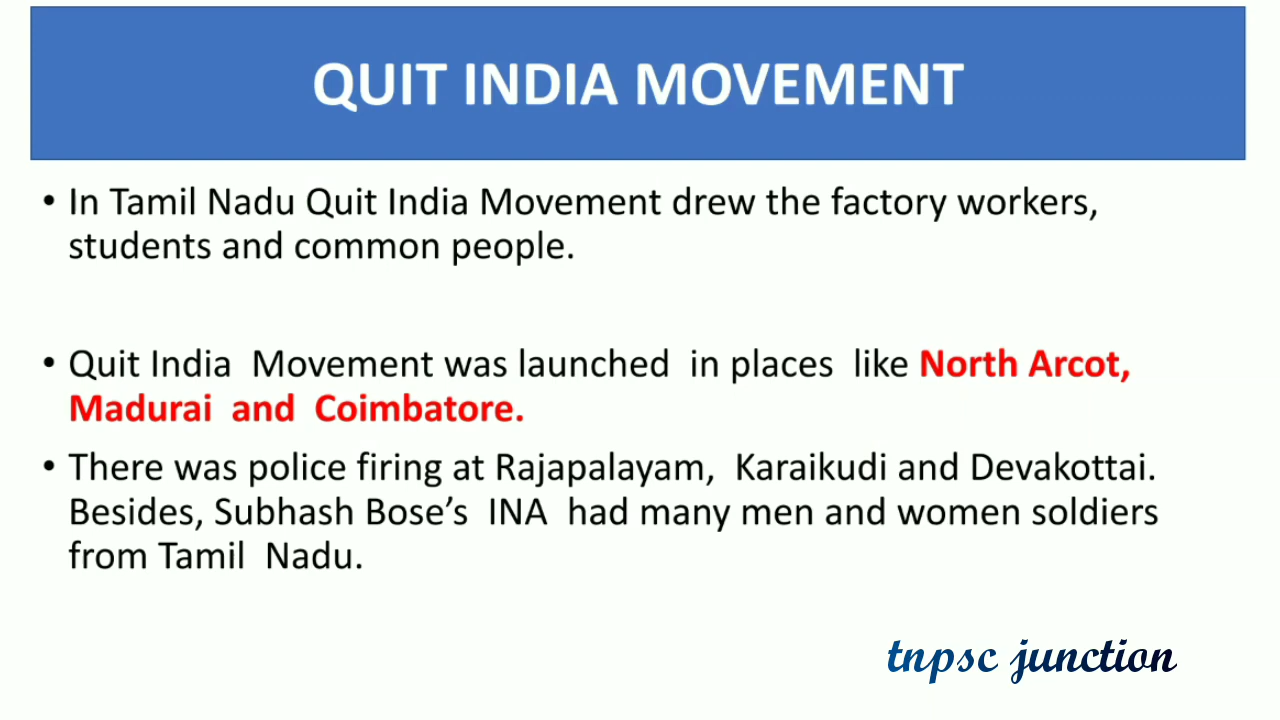 QUIT INDIA MOVEMENT
• In Tamil Nadu Quit India Movement drew the factory workers,
students and common people.
• Quit India Movement was launched in places like North Arcot,
Madurai and Coimbatore.
• There was police firing at Rajapalayam, Karaikudi and Devakottai.
Besides, Subhash Bose’s INA had many men and women soldiers
from Tamil Nadu.
tnpsc junction